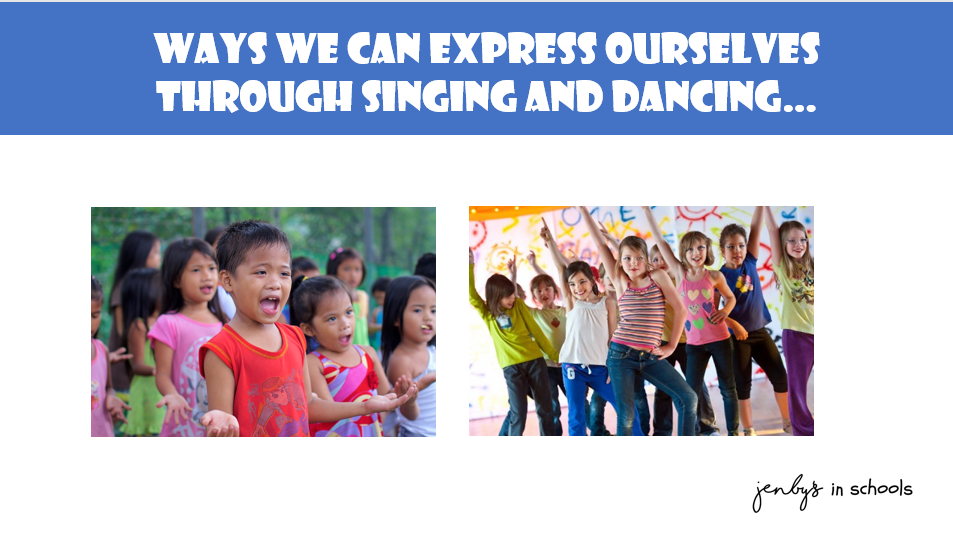 WAYS WE CAN EXPRESS OURSELVES
THROUGH SINGING AND DANCING...
jenbys in schools